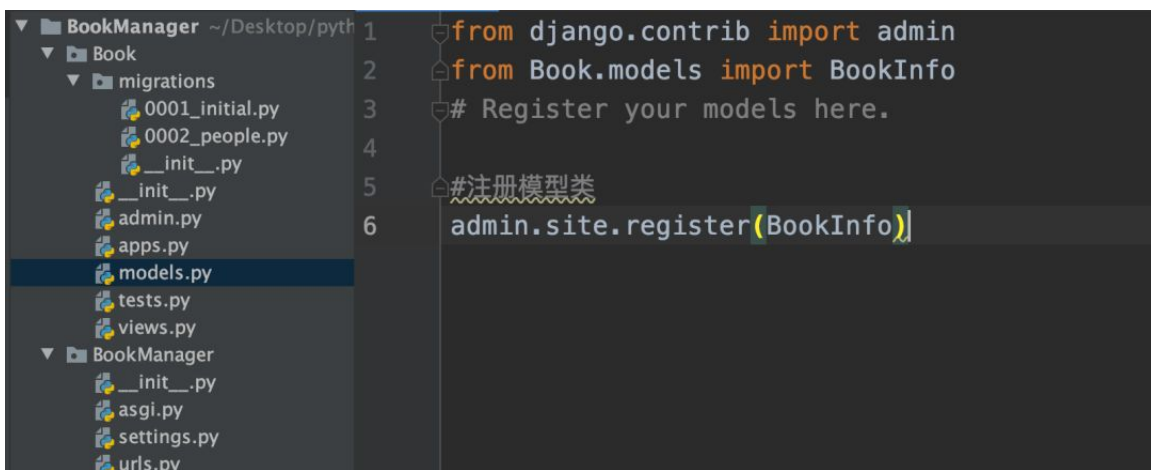 BookManager ~/Desktop/pyth
Book
migrations
0001_initial.py
0002_people.py
__init__.py
__init__.py
admin.py
apps.py
models.py
tests.py
views.py
BookManager
__init__.py
asgi.py
settings.py
urls.py
1 from django.contrib import admin
2 from Book.models import BookInfo
3 # Register your models here.
4
5 #注册模型类
6 admin.site.register(BookInfo)